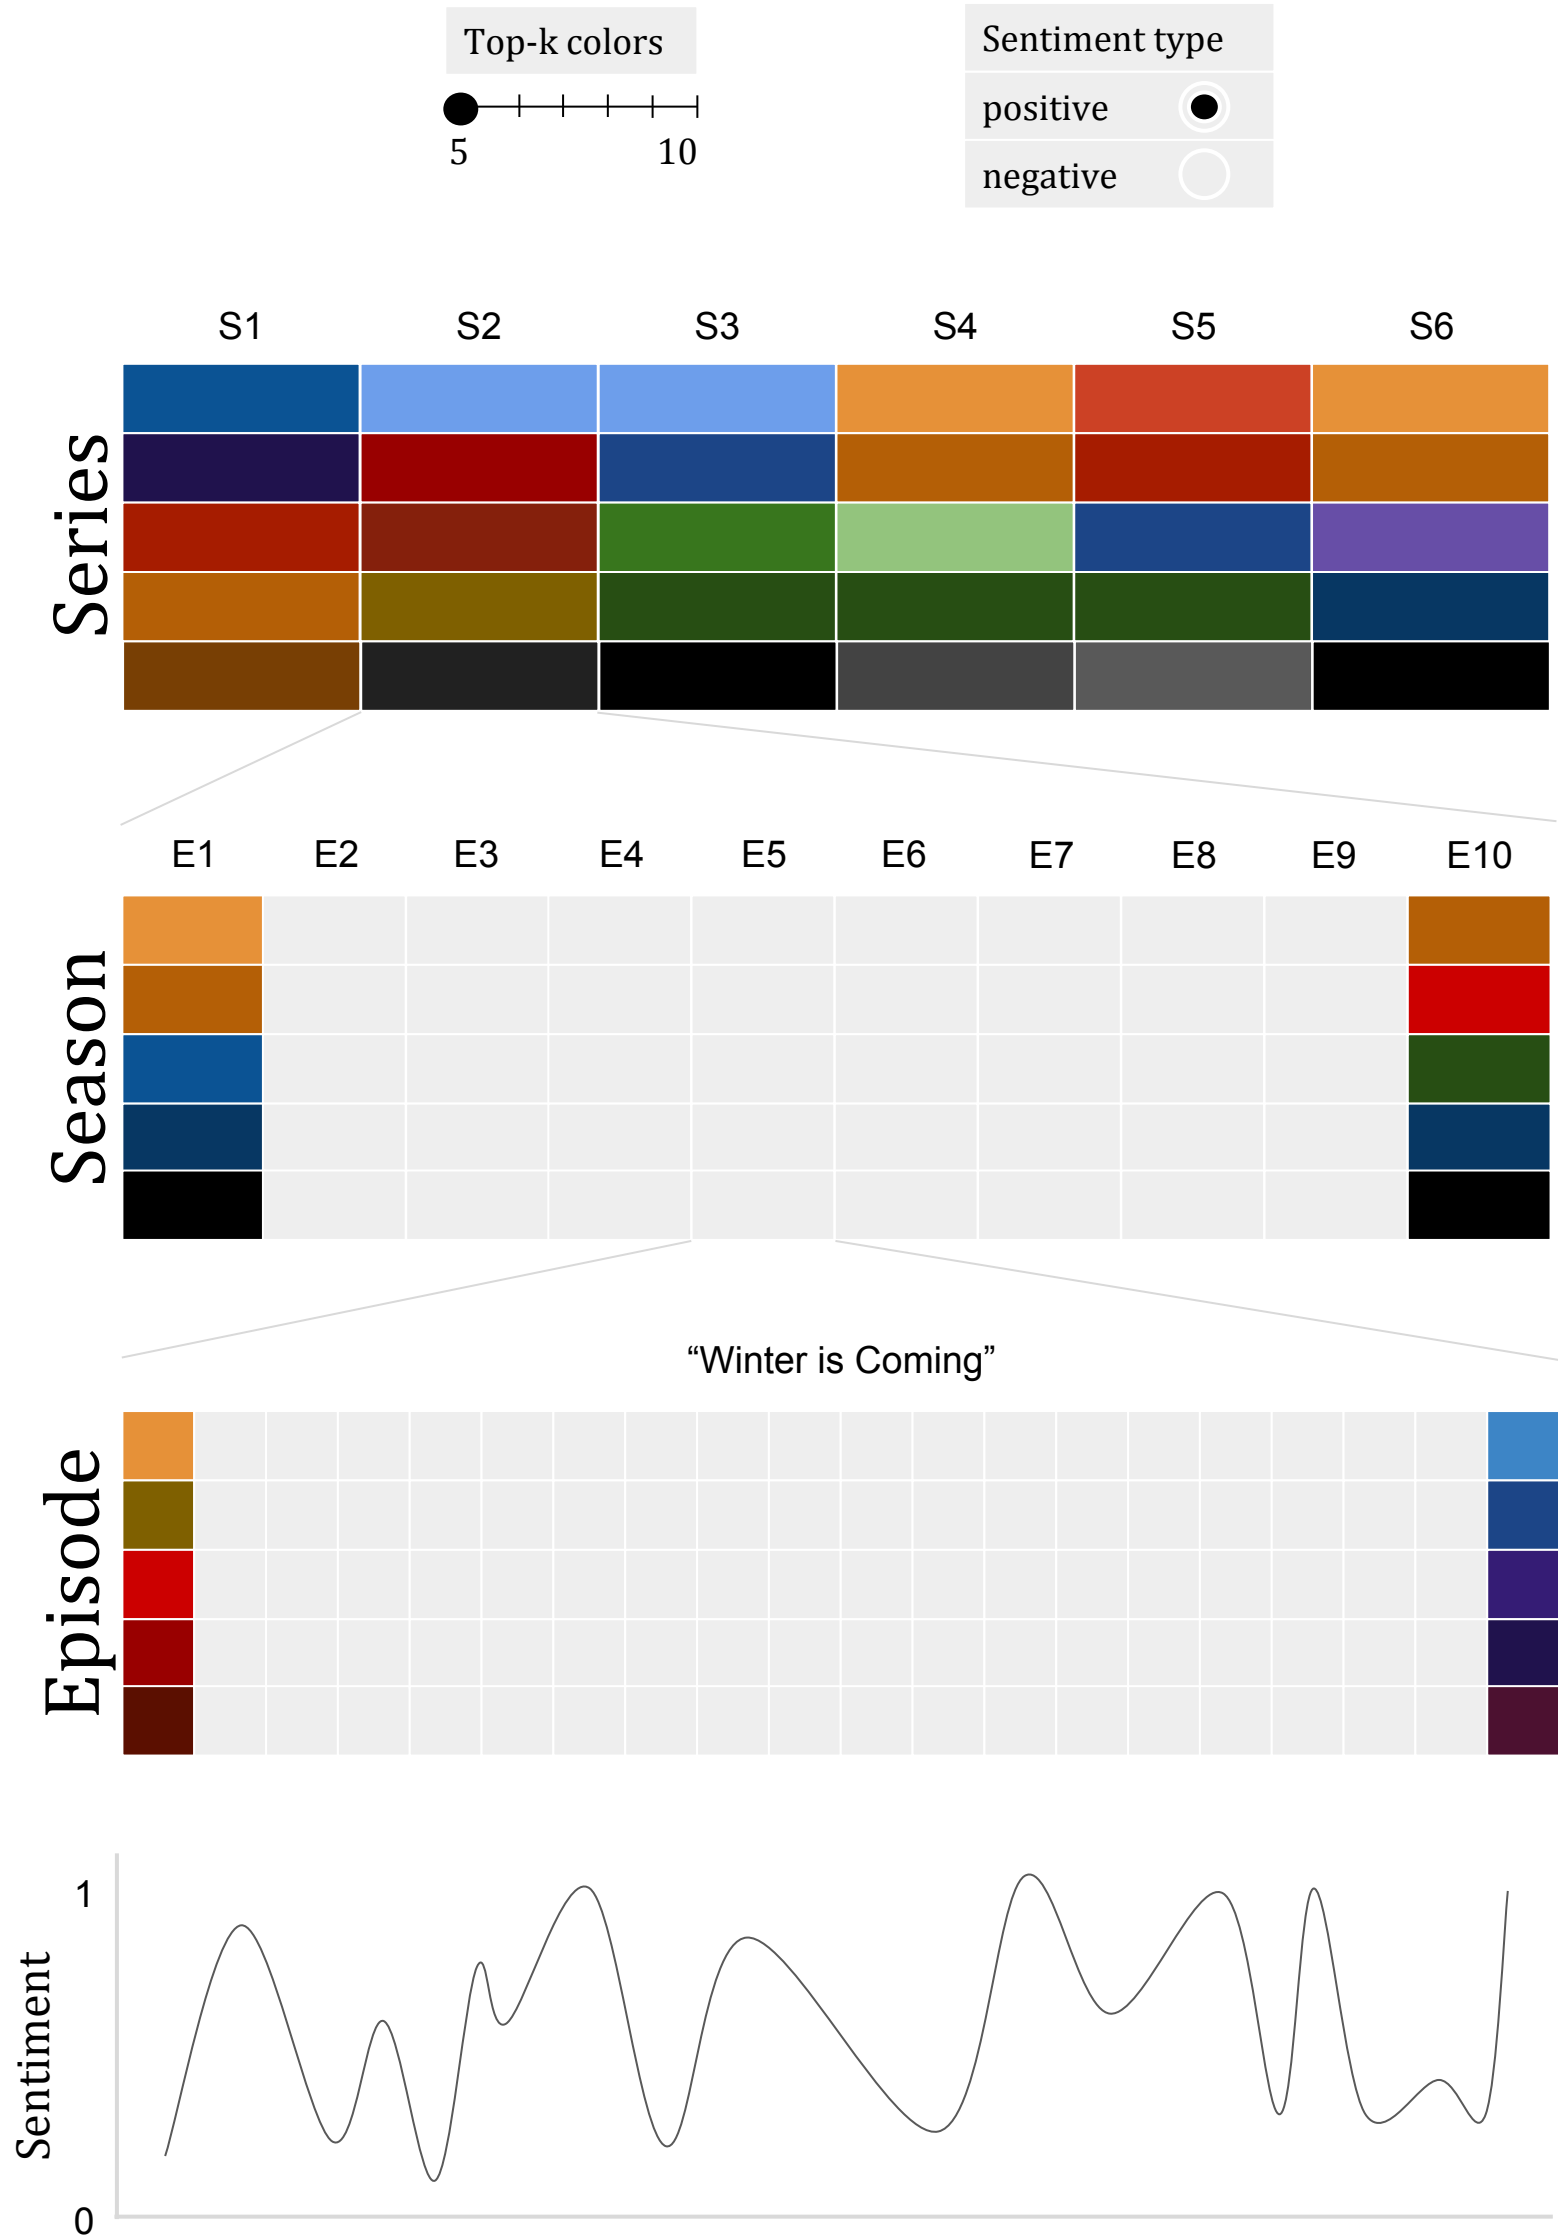 Top-k colors
5 10
Sentiment type
positive
negative
S1 S2 S3 S4 S5 S6
Series
E1 E2 E3 E4 E5 E6 E7 E8 E9 E10
Season
“Winter is Coming”
Episode
1
Sentiment
0